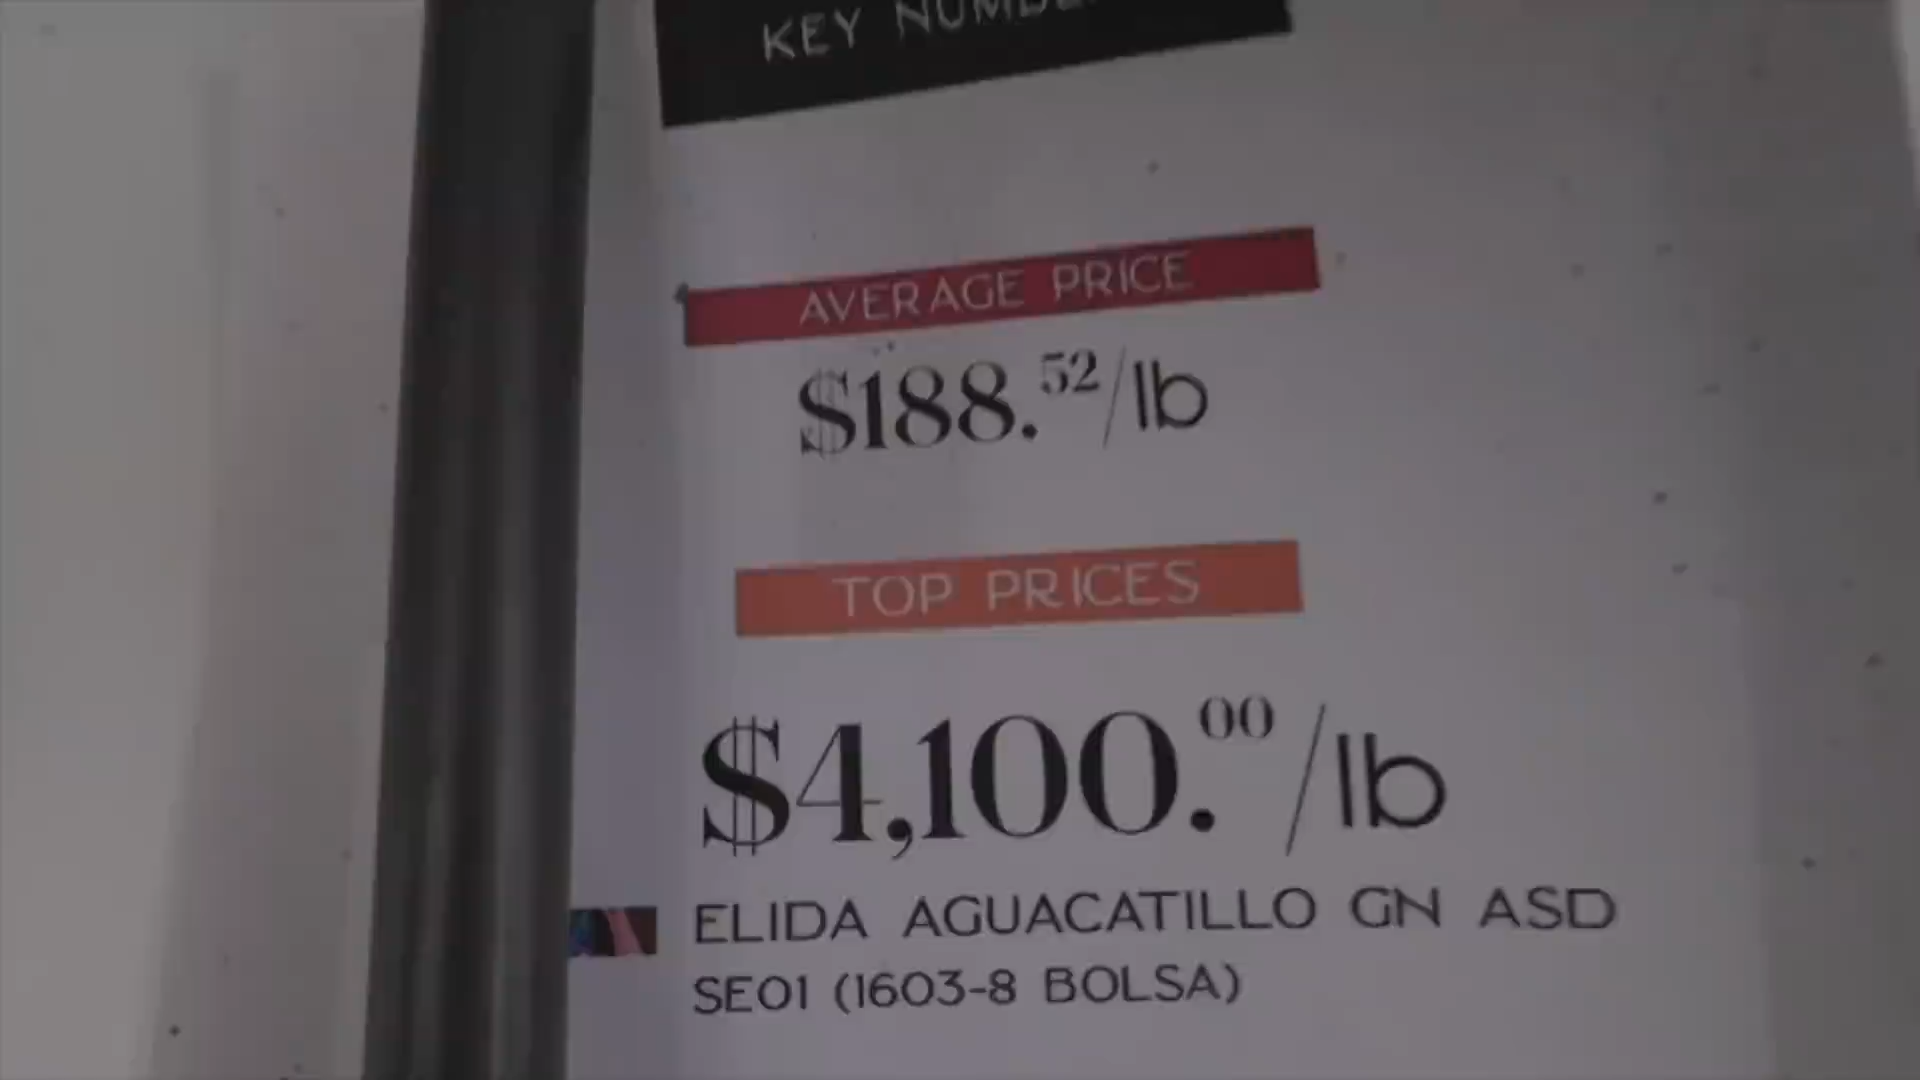 KEY
AVERAGE PRICE
$188.52/lb
TOP PRICES
$4,100.00/lb
ELIDA AGUACATILLO GN ASD
SE01 (1603-8 BOLSA)